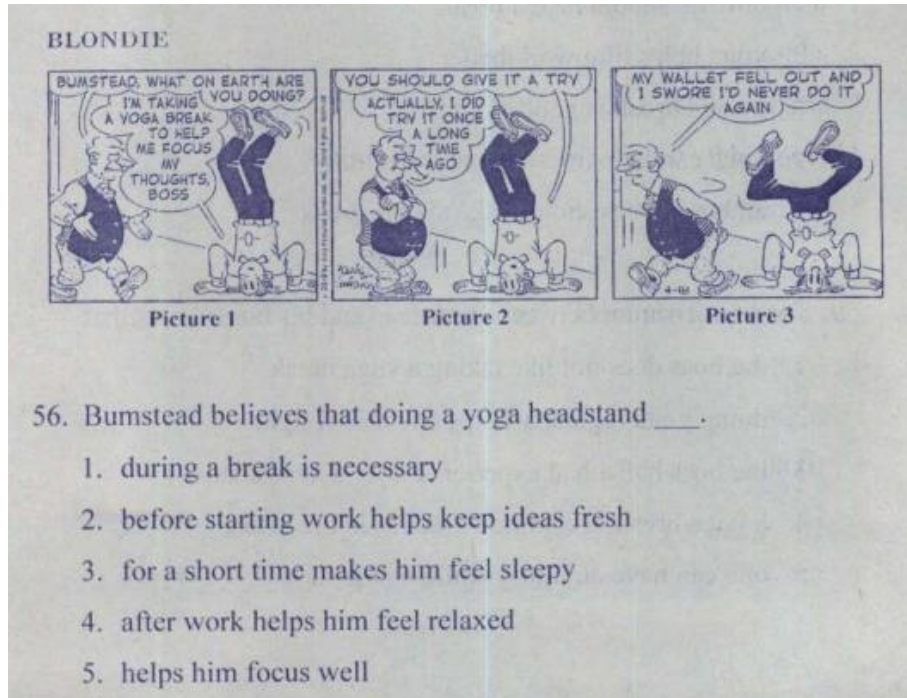 BLONDIE
BUMSTEAD, WHAT ON EARTH ARE
YOU DOING?
I'M TAKING
A YOGA BREAK
TO HELP
ME FOCUS
MY
THOUGHTS,
BOSS
YOU SHOULD GIVE IT A TRY
ACTUALLY, I DID
TRY IT ONCE
A LONG
TIME
AGO
MY WALLET FELL OUT AND
I SWORE I'D NEVER DO IT
AGAIN
4-18
Picture 1
Picture 2
Picture 3
56. Bumstead believes that doing a yoga headstand _____.
1. during a break is necessary
2. before starting work helps keep ideas fresh
3. for a short time makes him feel sleepy
4. after work helps him feel relaxed
5. helps him focus well